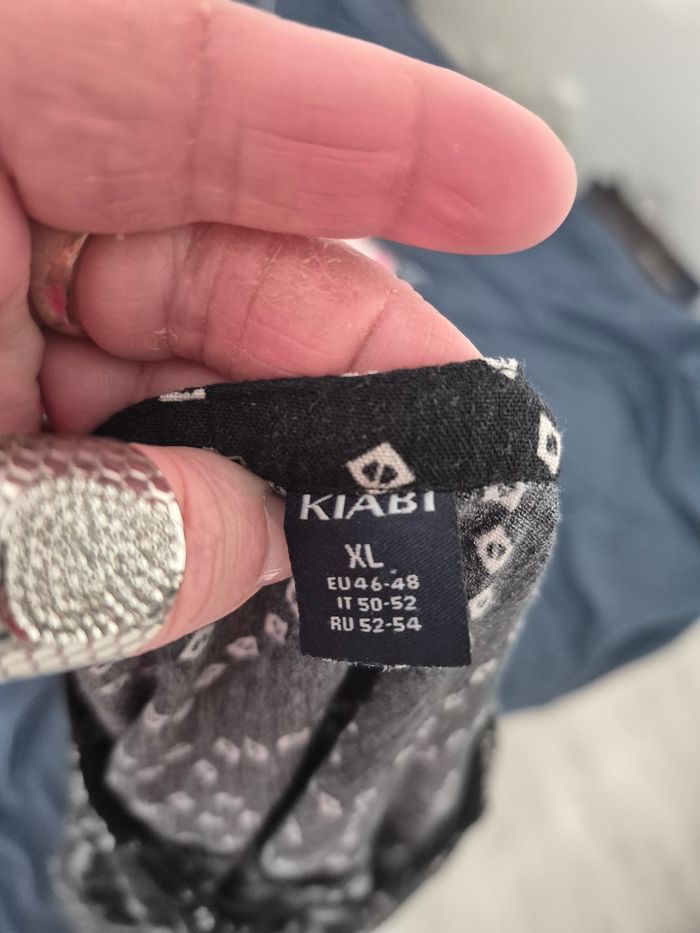 KIABI
XL
EU 46-48
IT 50-52
RU 52-54